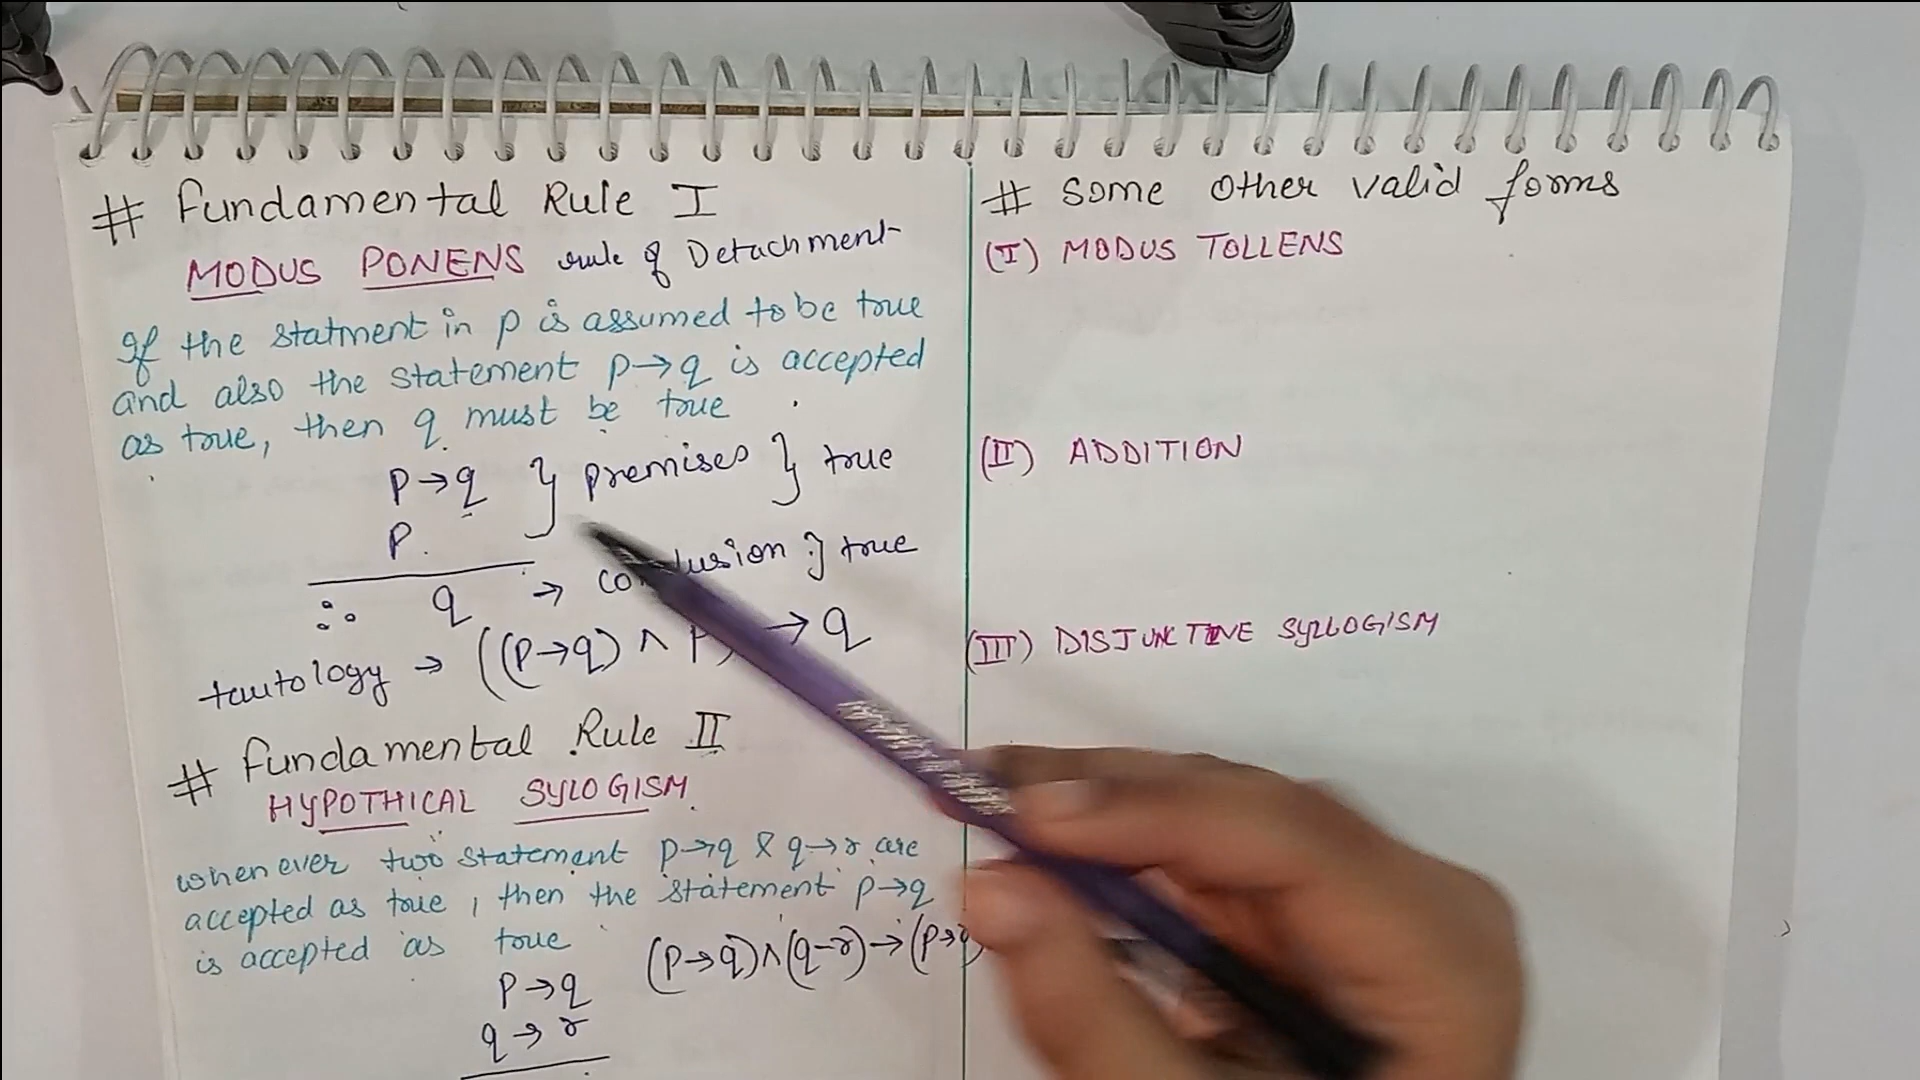 # Fundamental Rule I
MODUS PONENS rule of Detachment
If the statment in p is assumed to be true
and also the statement p→q is accepted
as true, then q must be true
p→q } premises } true
p.
∴ q → conclusion } true
tautology → ((p→q) ∧ p) → q
# fundamental Rule II
HYPOTHICAL SYLOGISM.
when ever two statement p→q & q→r are
accepted as true, then the statement p→q
is accepted as true
(p→q)∧(q-r)→(p→
p→q
q→r
# Some Other valid forms
(I) MODUS TOLLENS
(II) ADDITION
(III) DISJUNCTIVE SYLLOGISM